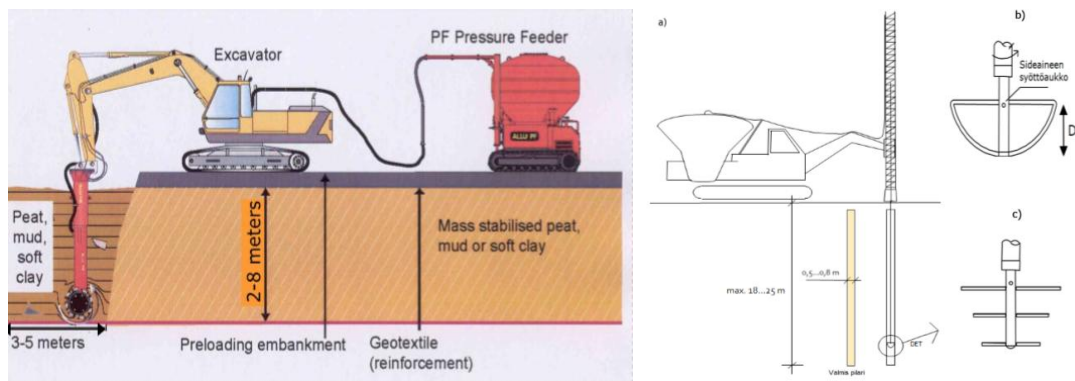 Excavator
PF Pressure Feeder
ALLU PF
Peat,
mud,
soft
clay
2-8 meters
Mass stabilised peat,
mud or soft clay
3-5 meters
Preloading embankment
Geotextile
(reinforcement)
a)
0,5...0,8 m
max. 18...25 m
DET
Valmis pilari
b)
Sideaineen
syöttöaukko
D
c)